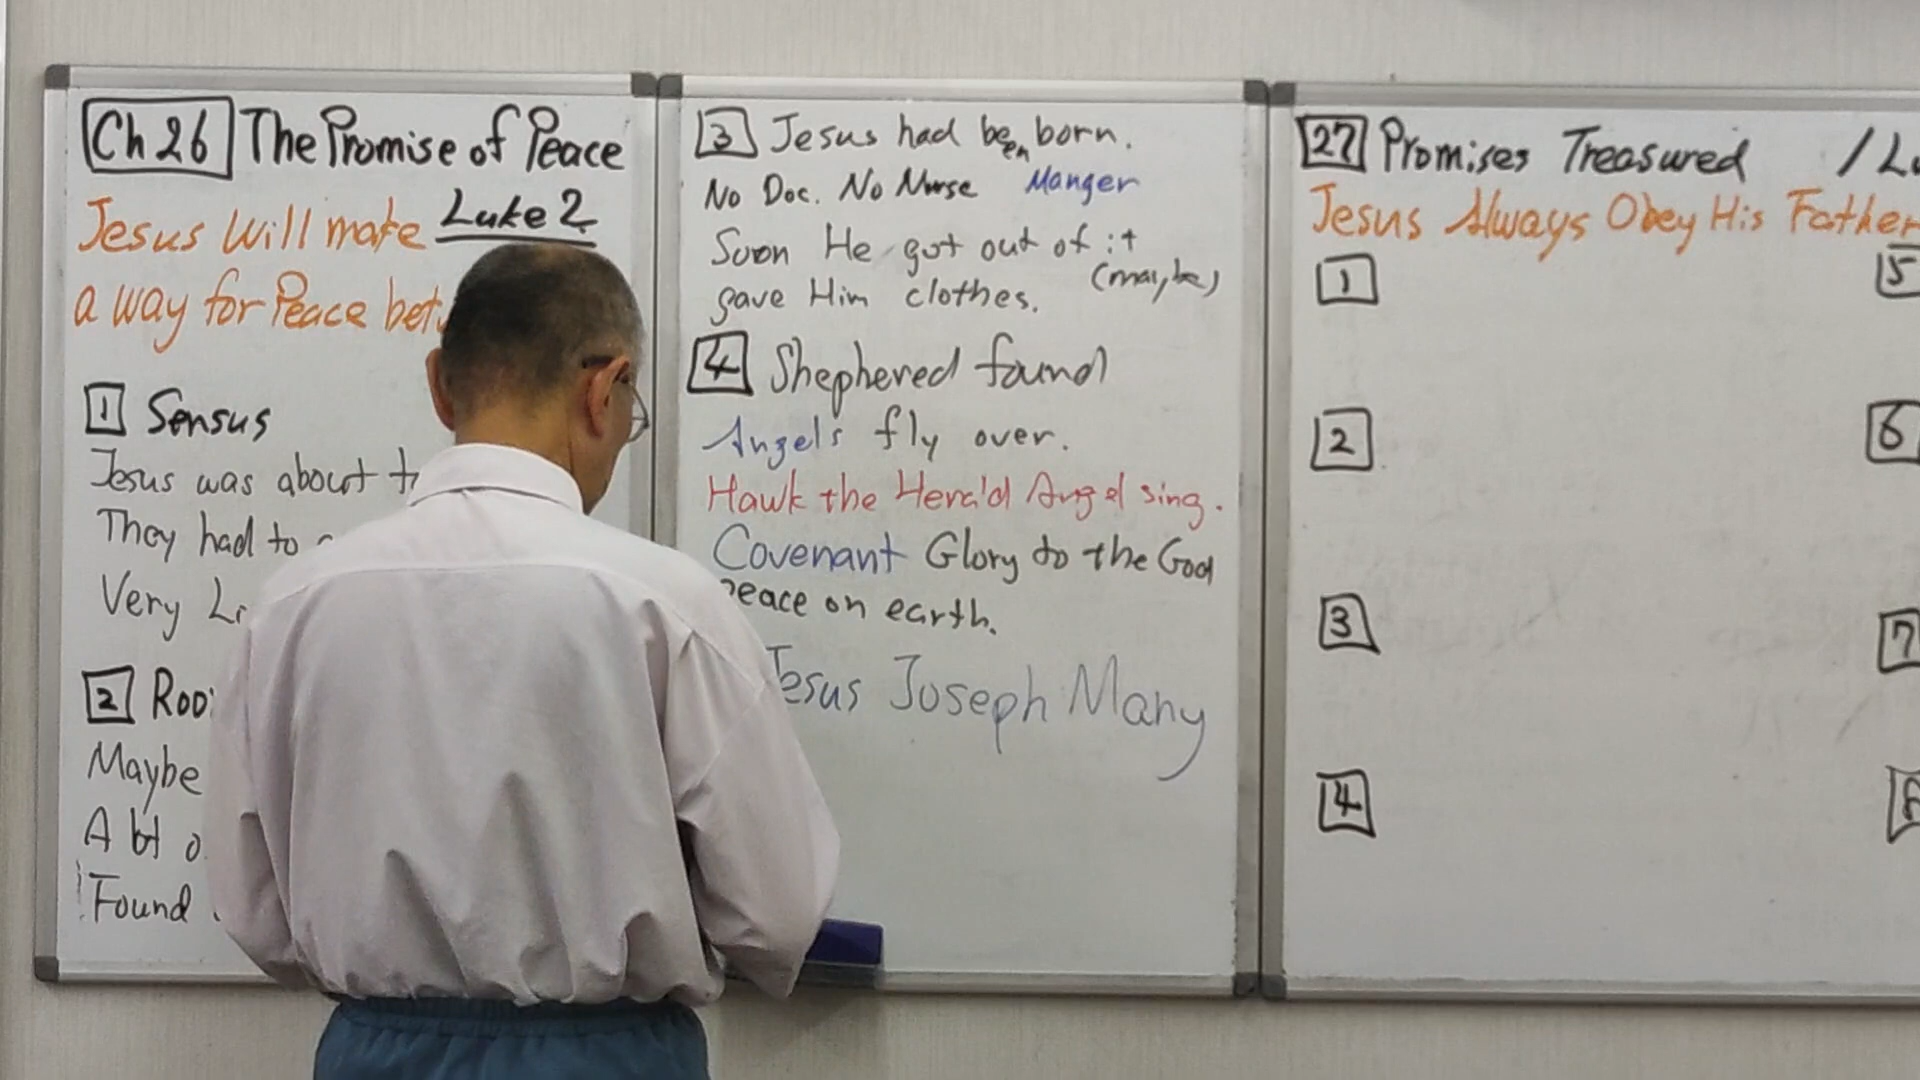 Ch 26 The Promise of Peace
Luke 2
Jesus Will make
a way for Peace
1 Sensus
Jesus was about
They had to
Very
2
Maybe
A lot
Found
3 Jesus had been born.
No Doc. No Nurse Manger
Soon He got out of it
(maybe)
gave Him clothes.
4 Shephered found
Angels fly over.
Hawk the Herald Angel sing.
Covenant Glory to the God
peace on earth.
Jesus Joseph Many
27 Promises Treasured
Jesus Always Obey His Father
1
2
3
4
5
6
7